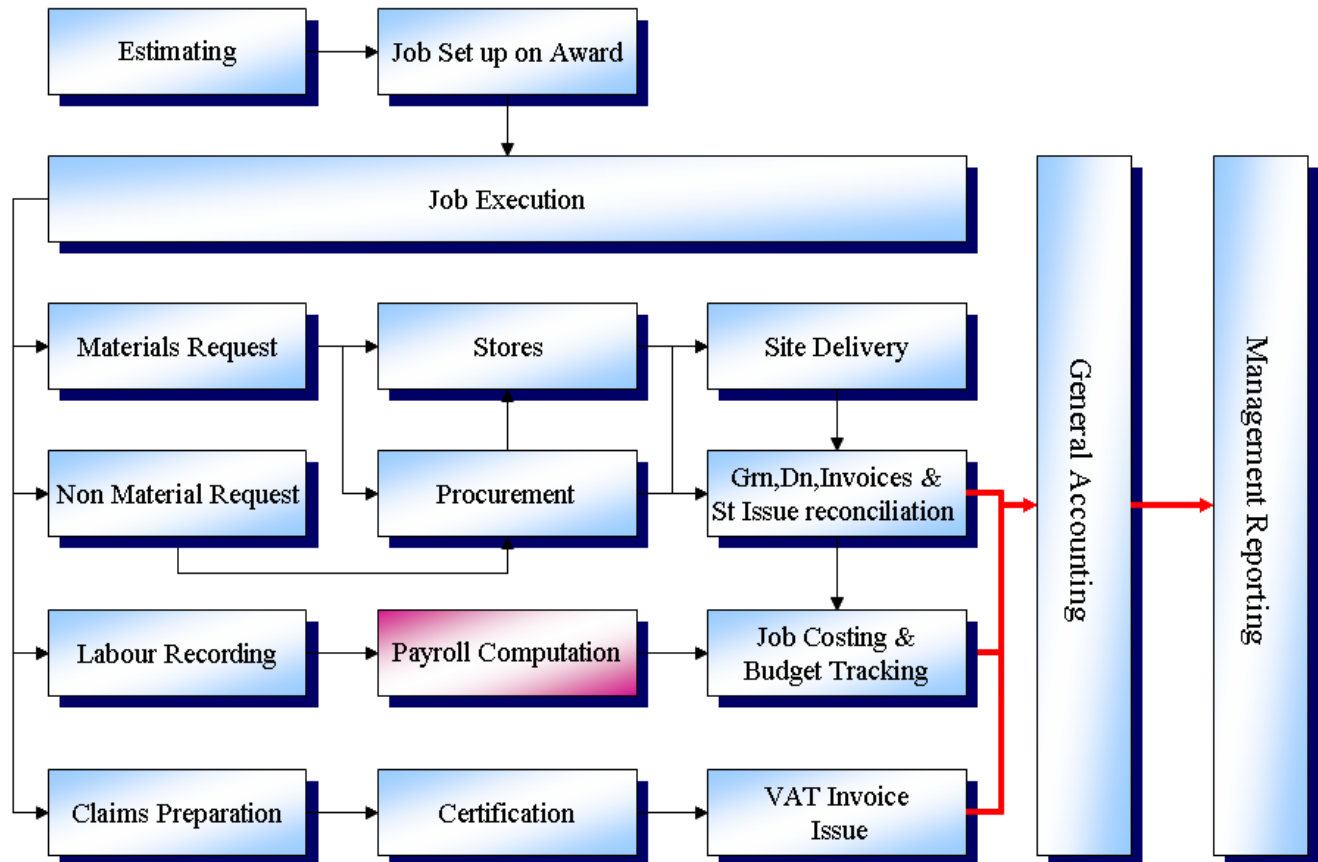 Estimating
Job Set up on Award
Job Execution
Materials Request
Stores
Site Delivery
Non Material Request
Procurement
Grn,Dn,Invoices &
St Issue reconciliation
Labour Recording
Payroll Computation
Job Costing &
Budget Tracking
Claims Preparation
Certification
VAT Invoice
Issue
General Accounting
Management Reporting